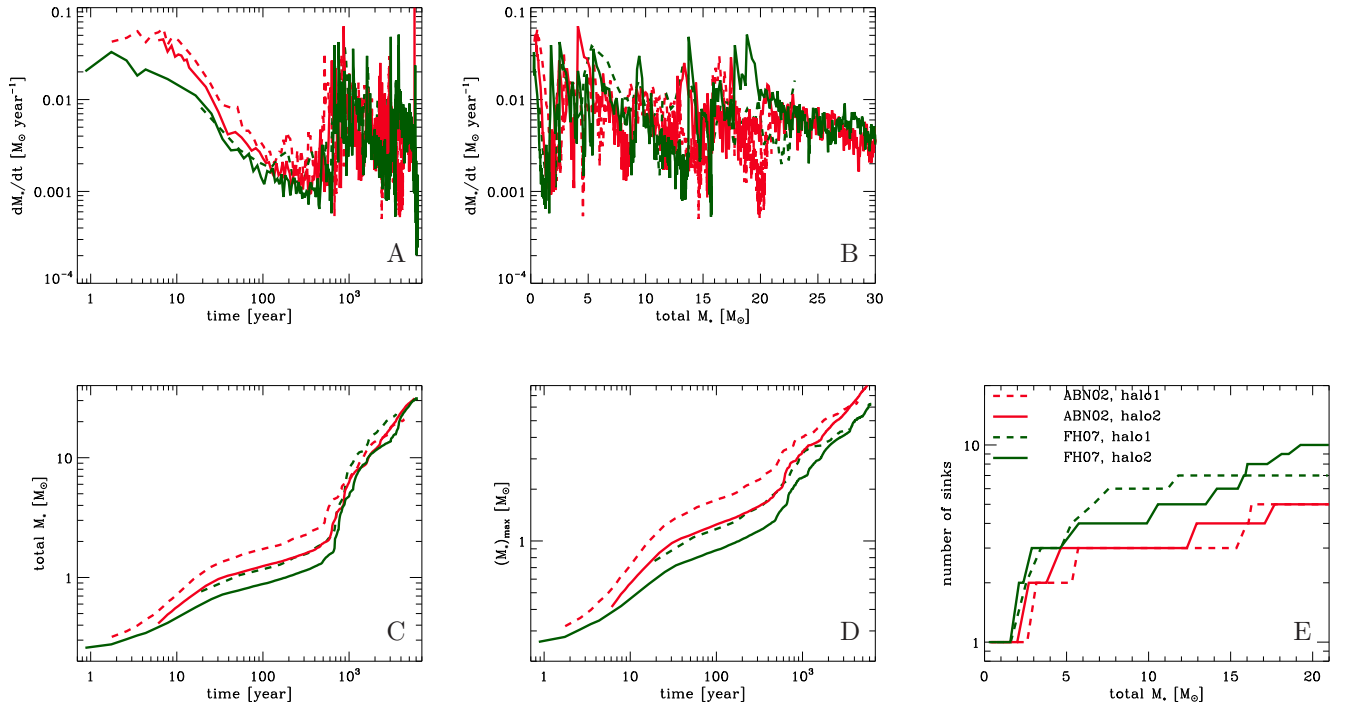 0.1
0.01
0.001
10⁻⁴
dM⁎/dt [M☉ year⁻¹]
A
1 10 100 10³
time [year]
0.1
0.01
0.001
10⁻⁴
dM⁎/dt [M☉ year⁻¹]
B
0 5 10 15 20 25 30
total M⁎ [M☉]
10
1
total M⁎ [M☉]
C
1 10 100 10³
time [year]
1
(M⁎)max [M☉]
D
1 10 100 10³
time [year]
ABN02, halo1
ABN02, halo2
FH07, halo1
FH07, halo2
10
1
number of sinks
E
0 5 10 15 20
total M⁎ [M☉]